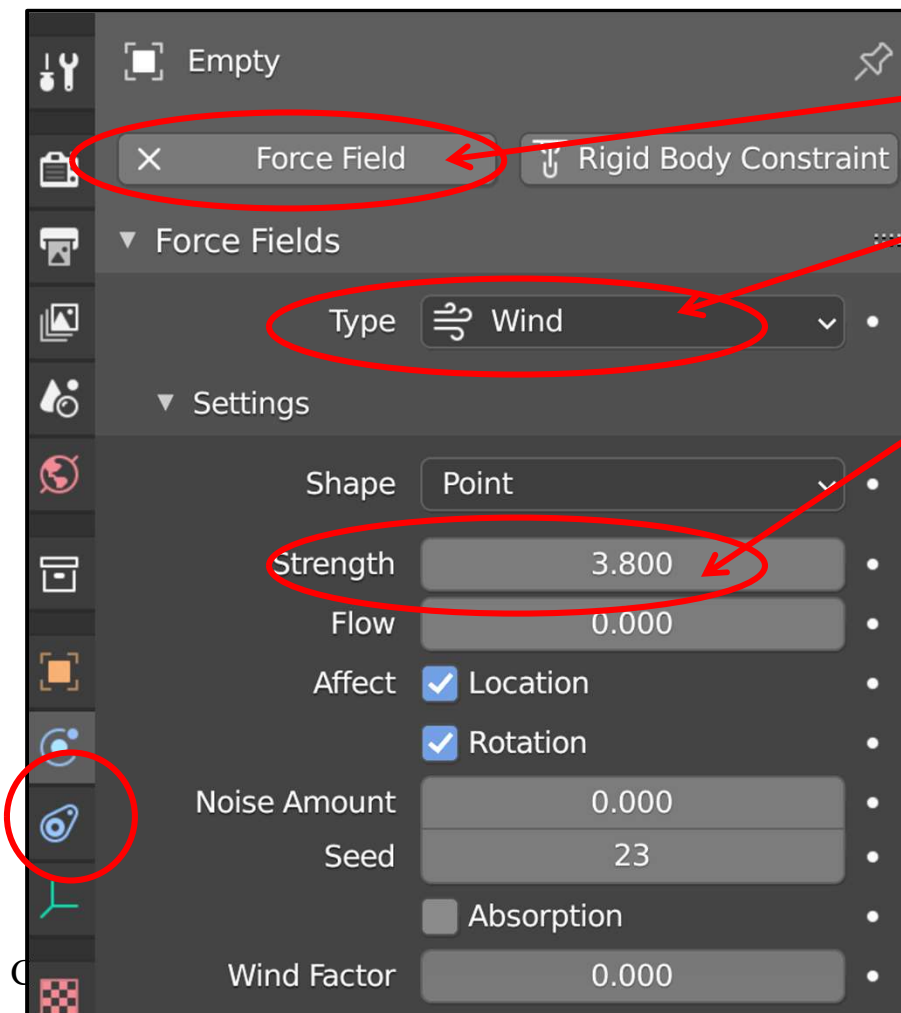 Empty
Force Field Rigid Body Constraint
Force Fields
Type Wind
Settings
Shape Point
Strength 3.800
Flow 0.000
Affect Location
Rotation
Noise Amount 0.000
Seed 23
Absorption
Wind Factor 0.000